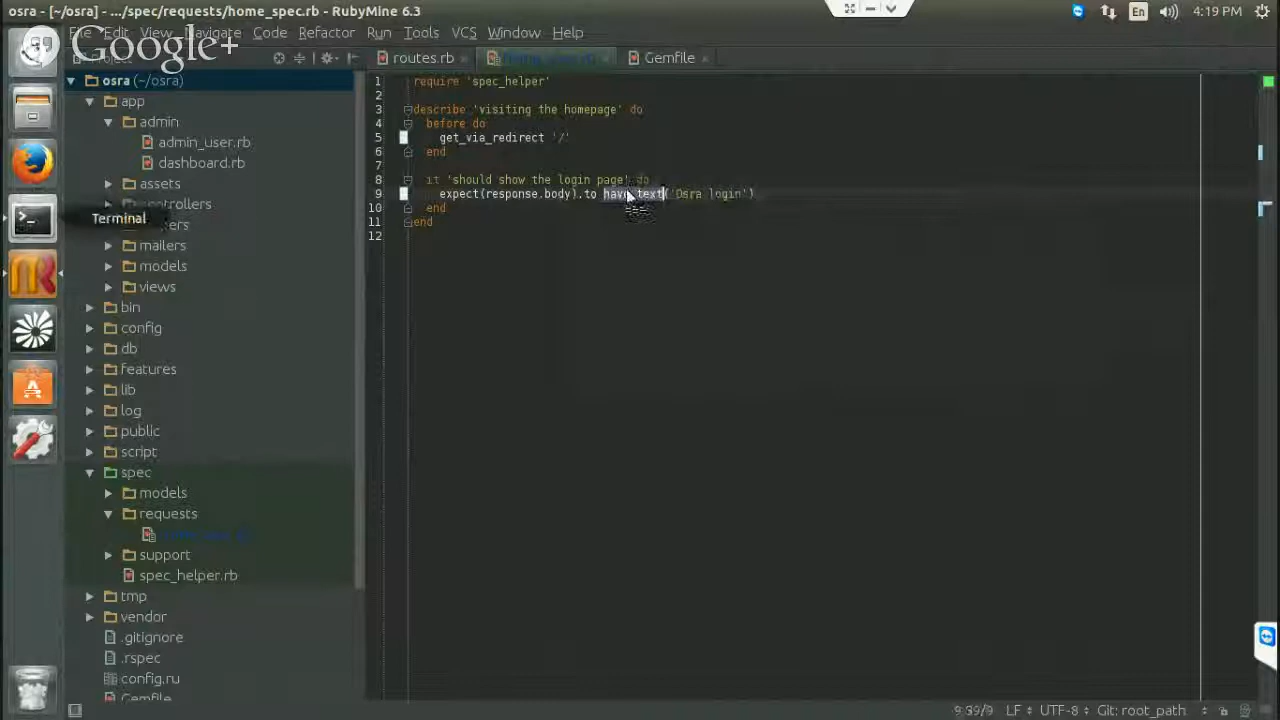 osra - [~/osra] - .../spec/requests/home_spec.rb - RubyMine 6.3
En
4:19 PM
File Edit View Navigate Code Refactor Run Tools VCS Window Help
Google+
Project
routes.rb
Gemfile
osra (~/osra)
app
admin
admin_user.rb
dashboard.rb
assets
Terminal
mailers
models
views
bin
config
db
features
lib
log
public
script
spec
models
requests
support
spec_helper.rb
tmp
vendor
.gitignore
.rspec
config.ru
Gemfile
1 require 'spec_helper'
2
3 describe 'visiting the homepage' do
4 before do
5 get_via_redirect '/'
6 end
7
8 it 'should show the login page' do
9 expect(response.body).to have_text('Osra login')
10 end
11 end
12
9:39/9 LF UTF-8 Git: root_path